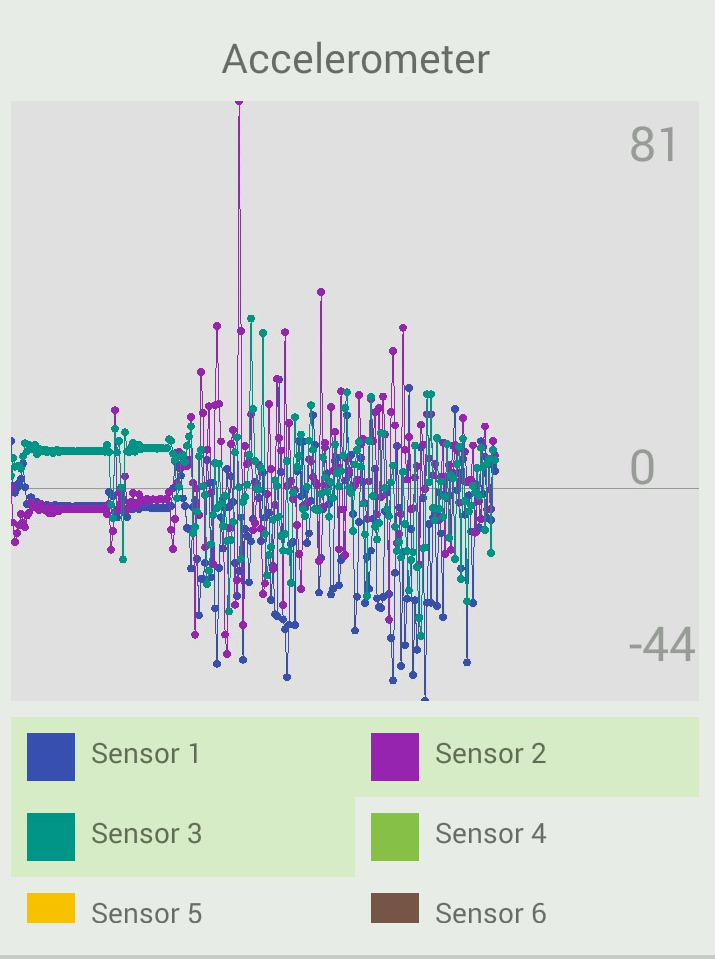 Accelerometer
81
0
-44
Sensor 1
Sensor 2
Sensor 3
Sensor 4
Sensor 5
Sensor 6